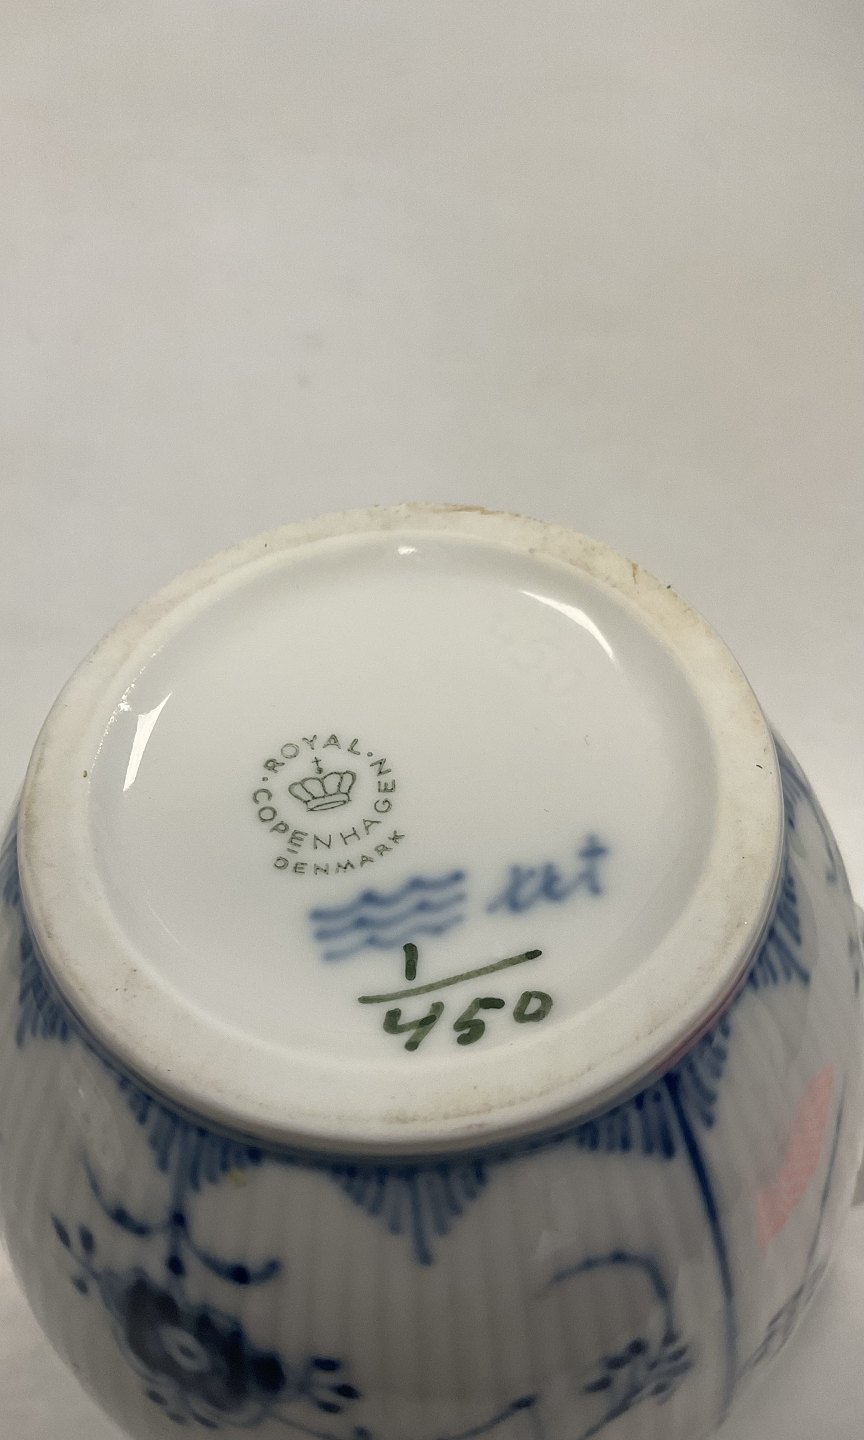 ROYAL
COPENHAGEN
DENMARK
1
450